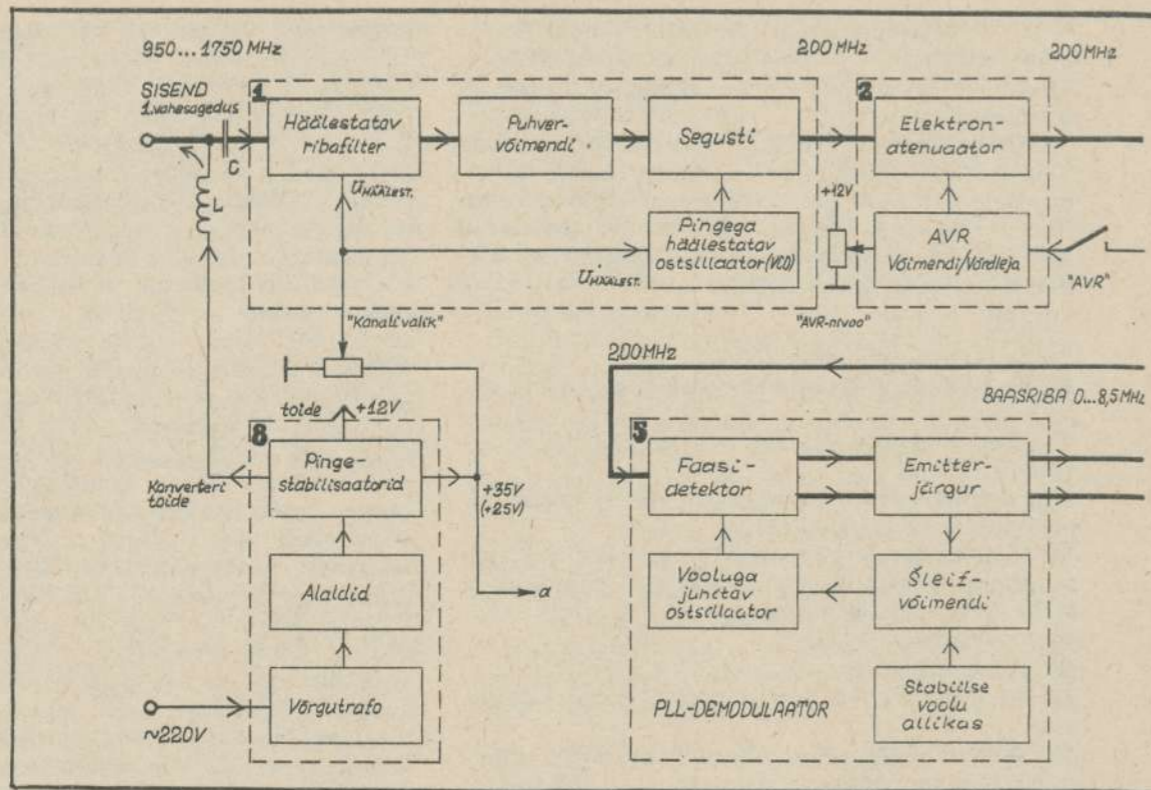 950...1750 MHz
SISEND
1. vahesagedus
C
L
1
Häälestatav
ribafilter
Puhver-
võimendi
Segusti
UHÄÄLEST.
Pingega
häälestatav
ostsillaator (VCO)
UHÄÄLEST.
"Kanali valik"
200 MHz
2
200 MHz
Elektron-
atenuaator
+12V
AVR
Võimendi/Võrdleja
"AVR"
"AVR-nivoo"
toide
+12V
8
Pinge-
stabilisaatorid
Konverteri
toide
+35V
(+25V)
Alaldid
a
Võrgutrafo
~220V
200 MHz
BAASRIBA 0...8,5 MHz
5
Faasi-
detektor
Emitter-
järgur
Vooluga
juhitav
ostsillaator
Šleif-
võimendi
PLL-DEMODULAATOR
Stabiilse
voolu
allikas